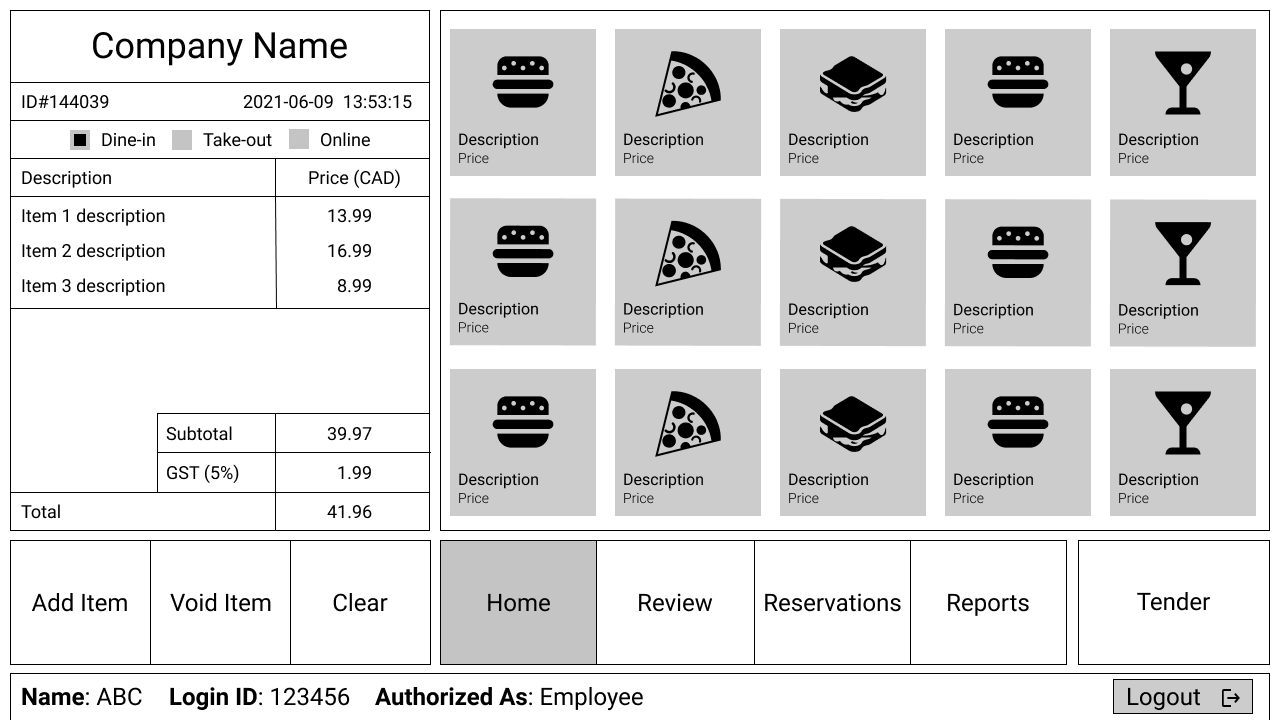 Company Name
ID#144039 2021-06-09 13:53:15
Dine-in Take-out Online
Description Price (CAD)
Item 1 description 13.99
Item 2 description 16.99
Item 3 description 8.99
Subtotal 39.97
GST (5%) 1.99
Total 41.96
Description Description Description Description Description
Price Price Price Price Price
Description Description Description Description Description
Price Price Price Price Price
Description Description Description Description Description
Price Price Price Price Price
Add Item Void Item Clear Home Review Reservations Reports Tender
Name: ABC Login ID: 123456 Authorized As: Employee Logout